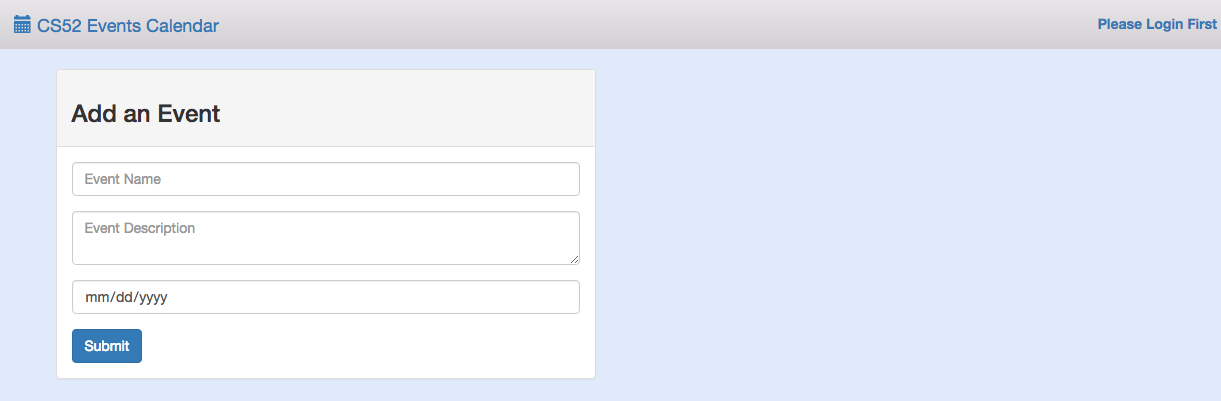 CS52 Events Calendar
Please Login First
Add an Event
Event Name
Event Description
mm/dd/yyyy
Submit